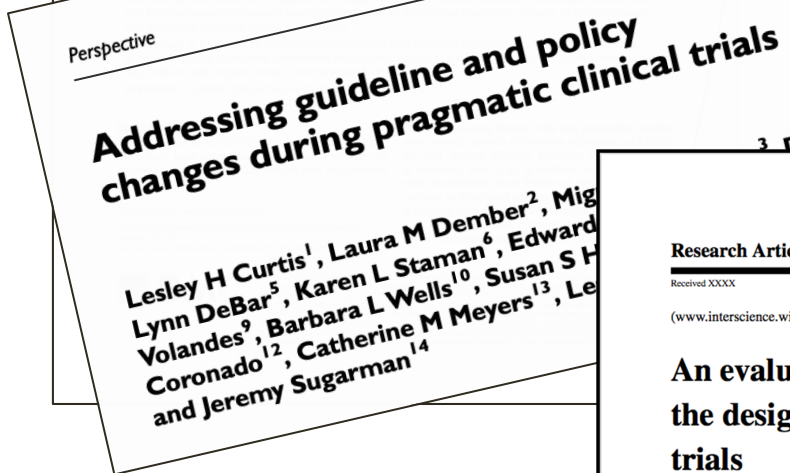 Perspective
Addressing guideline and policy
changes during pragmatic clinical trials
3
Lesley H Curtis1, Laura M Dember2,
Lynn DeBar5, Karen L Staman6, Edward
Volandes9, Barbara L Wells10, Susan S H
Coronado12, Catherine M Meyers13, Le
and Jeremy Sugarman14
Research Artic
Received XXXX
(www.interscience.wi
An evalu
the desig
trials